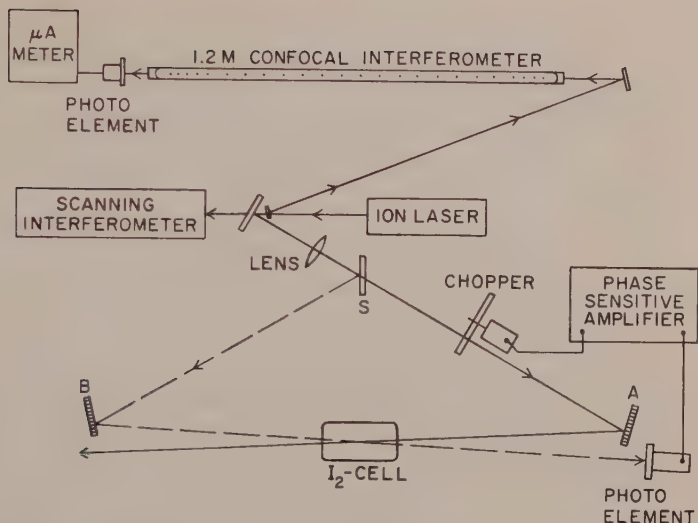 μA
METER
1.2 M CONFOCAL INTERFEROMETER
PHOTO
ELEMENT
SCANNING
INTERFEROMETER
ION LASER
LENS
S
CHOPPER
PHASE
SENSITIVE
AMPLIFIER
B
A
I₂-CELL
PHOTO
ELEMENT